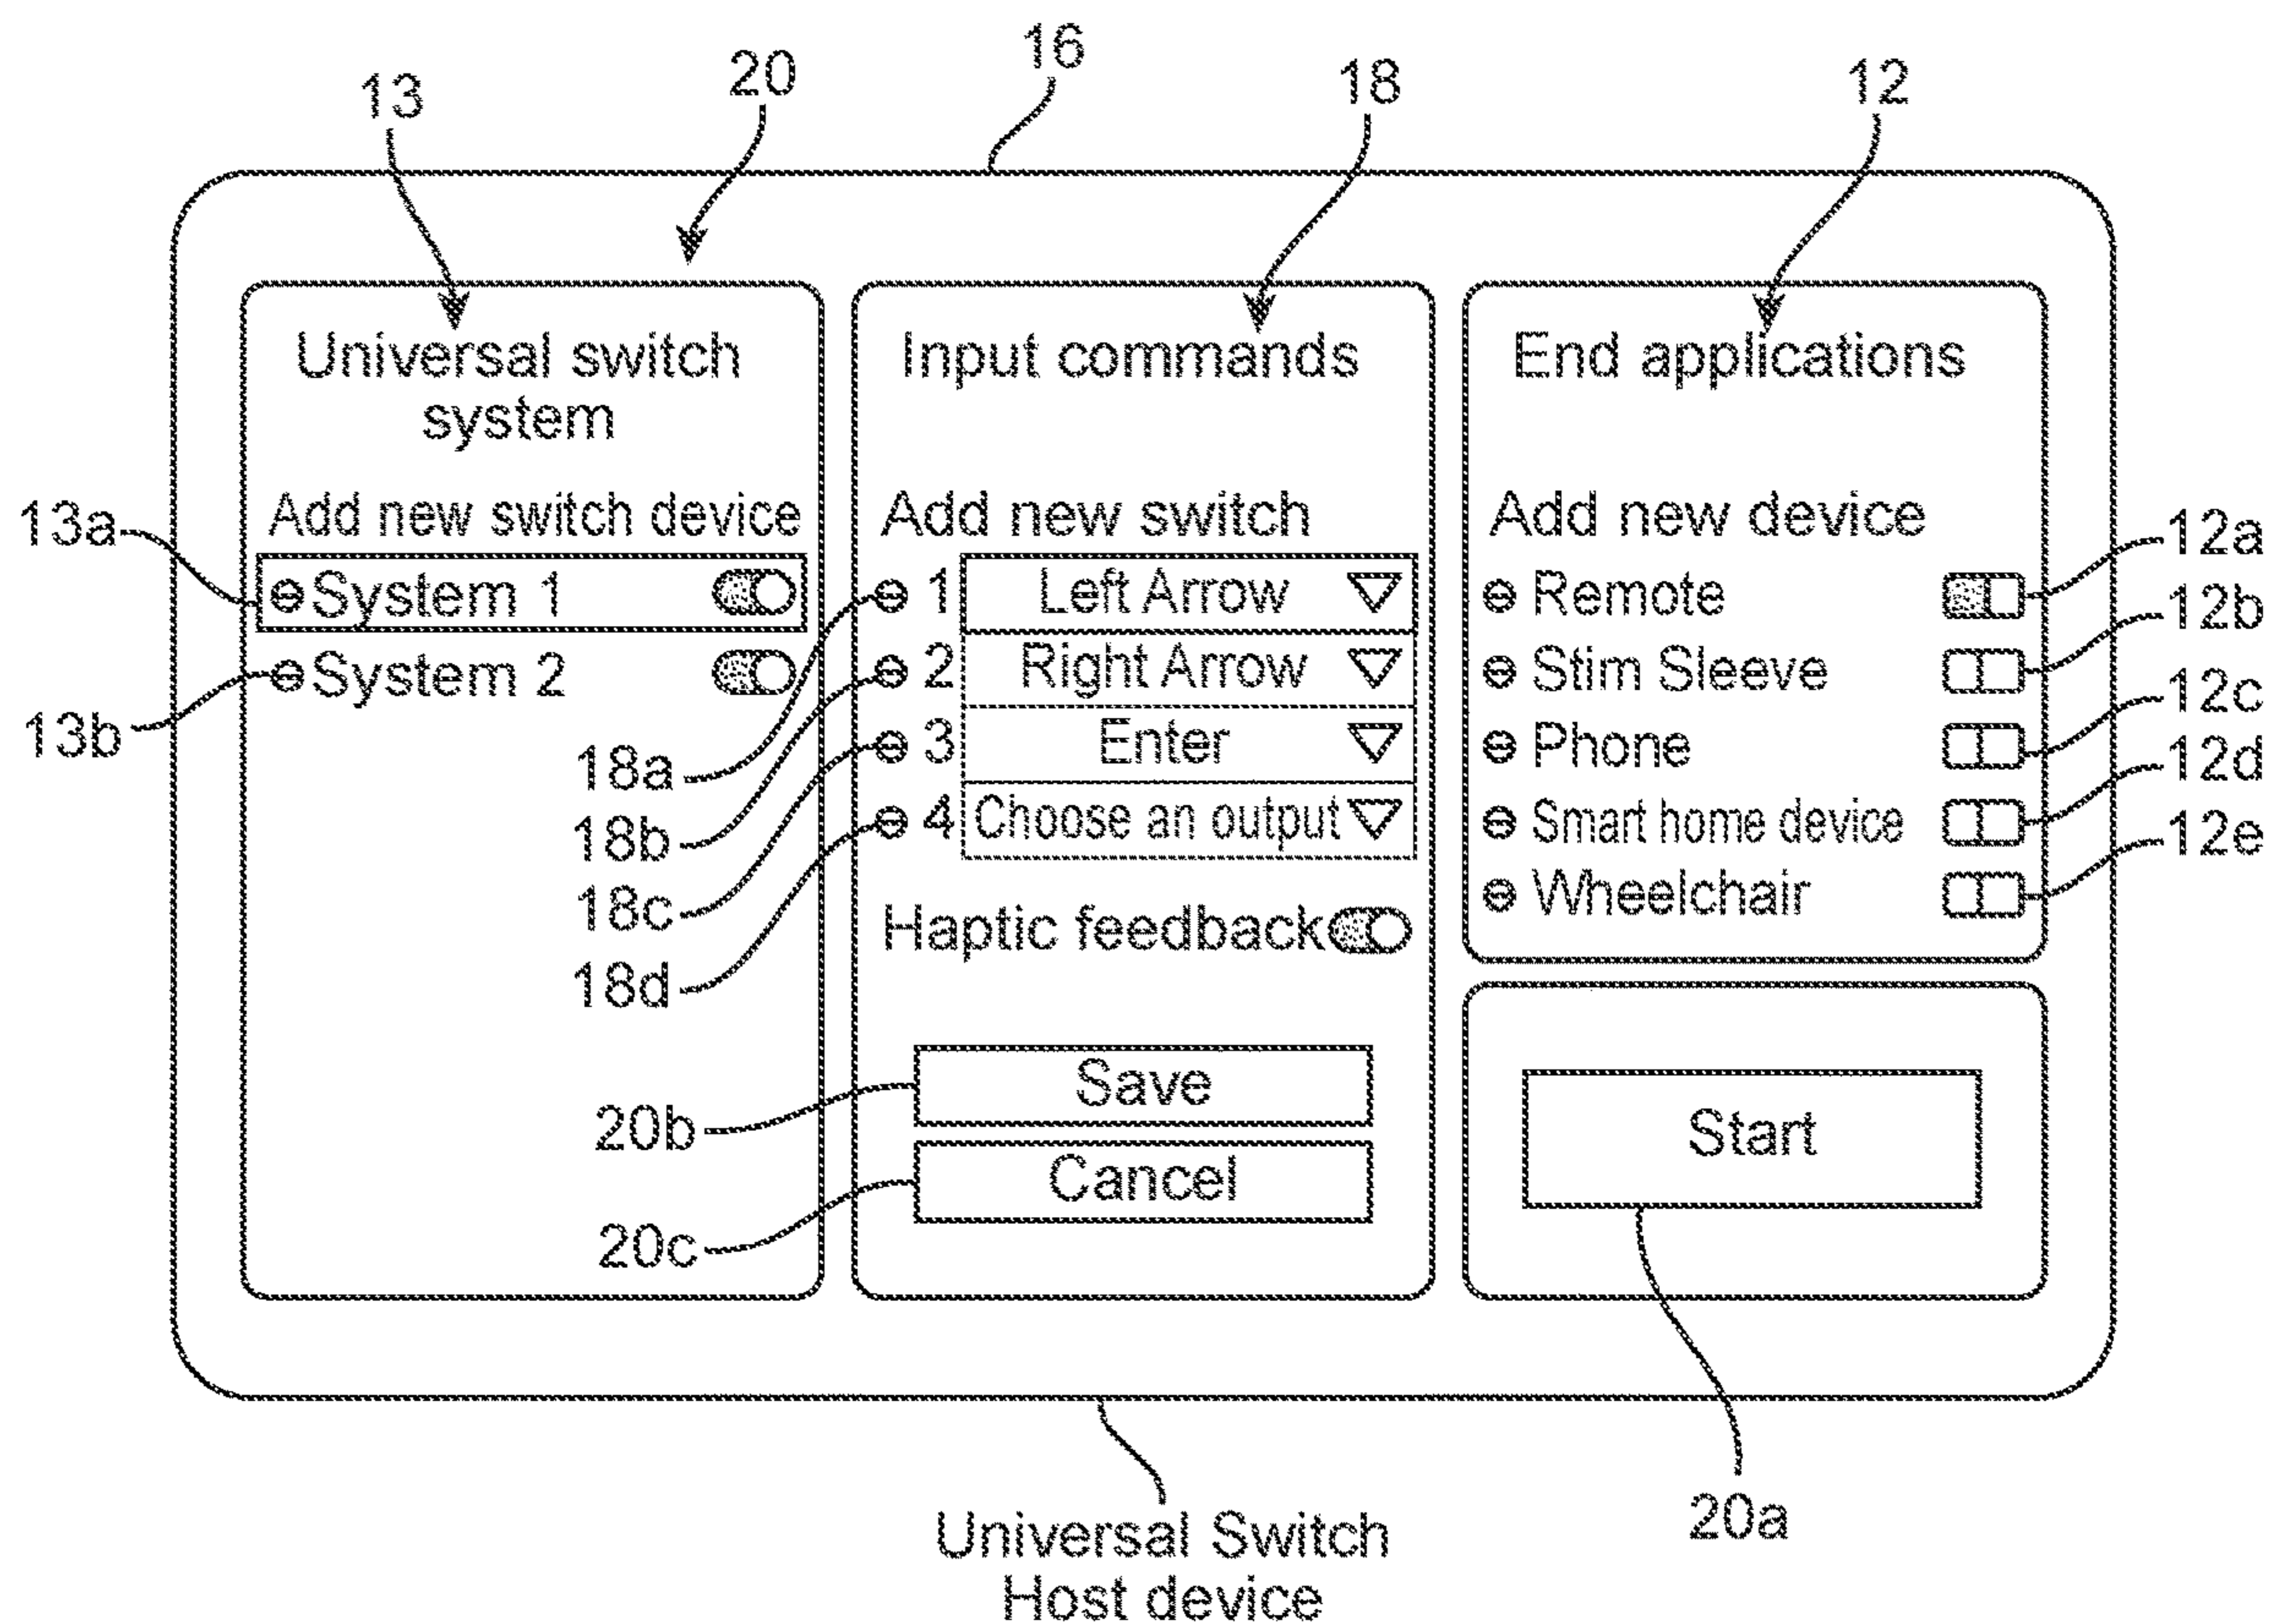 13
20
16
18
12
Universal switch
system
Add new switch device
13a
System 1
System 2
13b
Input commands
Add new switch
1 Left Arrow
2 Right Arrow
3 Enter
4 Choose an output
18a
18b
18c
18d
Haptic feedback
Save
Cancel
20b
20c
End applications
Add new device
Remote
Stim Sleeve
Phone
Smart home device
Wheelchair
12a
12b
12c
12d
12e
Start
20a
Universal Switch
Host device